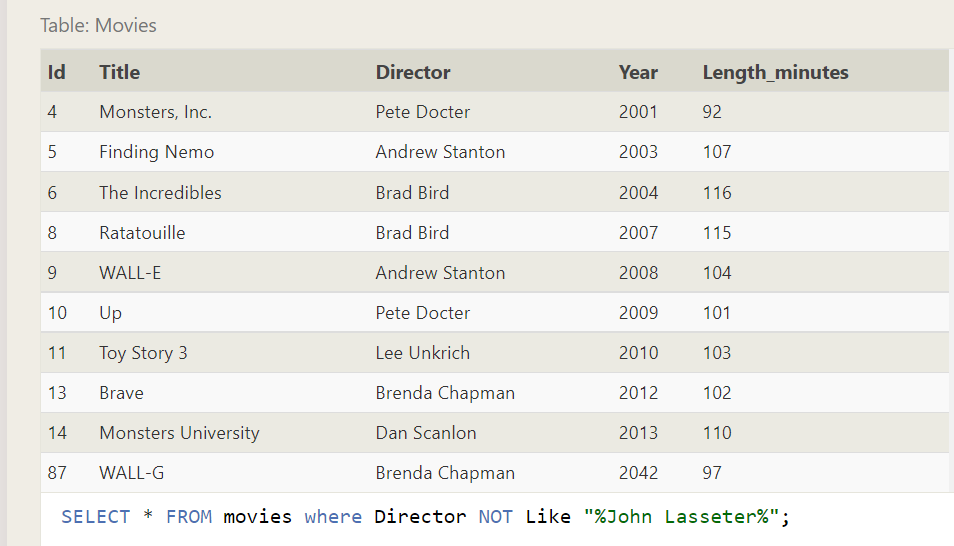 Table: Movies
Id Title Director Year Length_minutes
4 Monsters, Inc. Pete Docter 2001 92
5 Finding Nemo Andrew Stanton 2003 107
6 The Incredibles Brad Bird 2004 116
8 Ratatouille Brad Bird 2007 115
9 WALL-E Andrew Stanton 2008 104
10 Up Pete Docter 2009 101
11 Toy Story 3 Lee Unkrich 2010 103
13 Brave Brenda Chapman 2012 102
14 Monsters University Dan Scanlon 2013 110
87 WALL-G Brenda Chapman 2042 97
SELECT * FROM movies where Director NOT Like "%John Lasseter%";